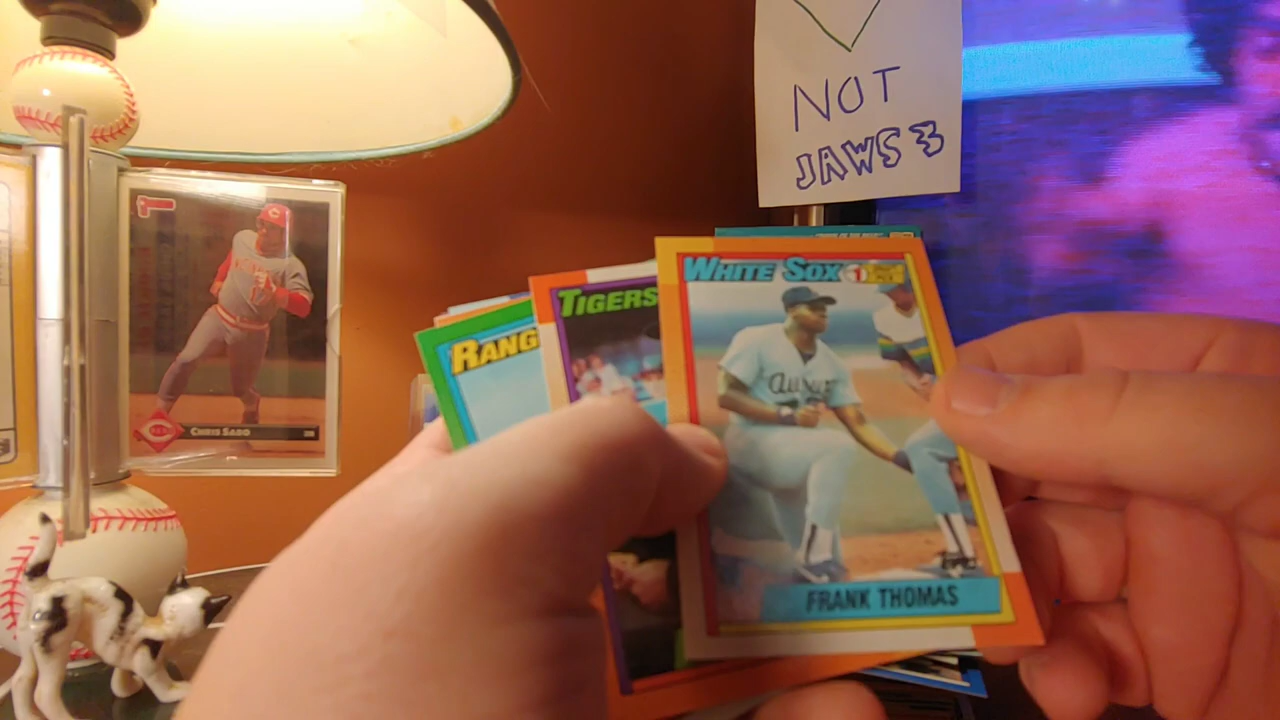 NOT
JAWS 3
WHITE SOX
TIGERS
RANG
FRANK THOMAS
CHRIS SABO